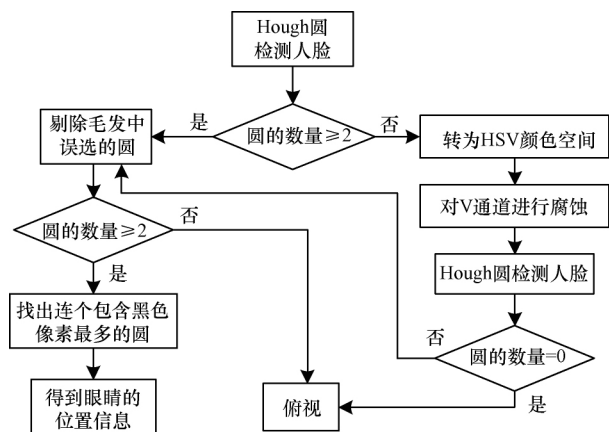 Hough圆
检测人脸
是
圆的数量≥2
否
剔除毛发中
误选的圆
转为HSV颜色空间
对V通道进行腐蚀
圆的数量≥2
否
是
Hough圆检测人脸
找出连个包含黑色
像素最多的圆
否
圆的数量=0
是
得到眼睛的
位置信息
俯视